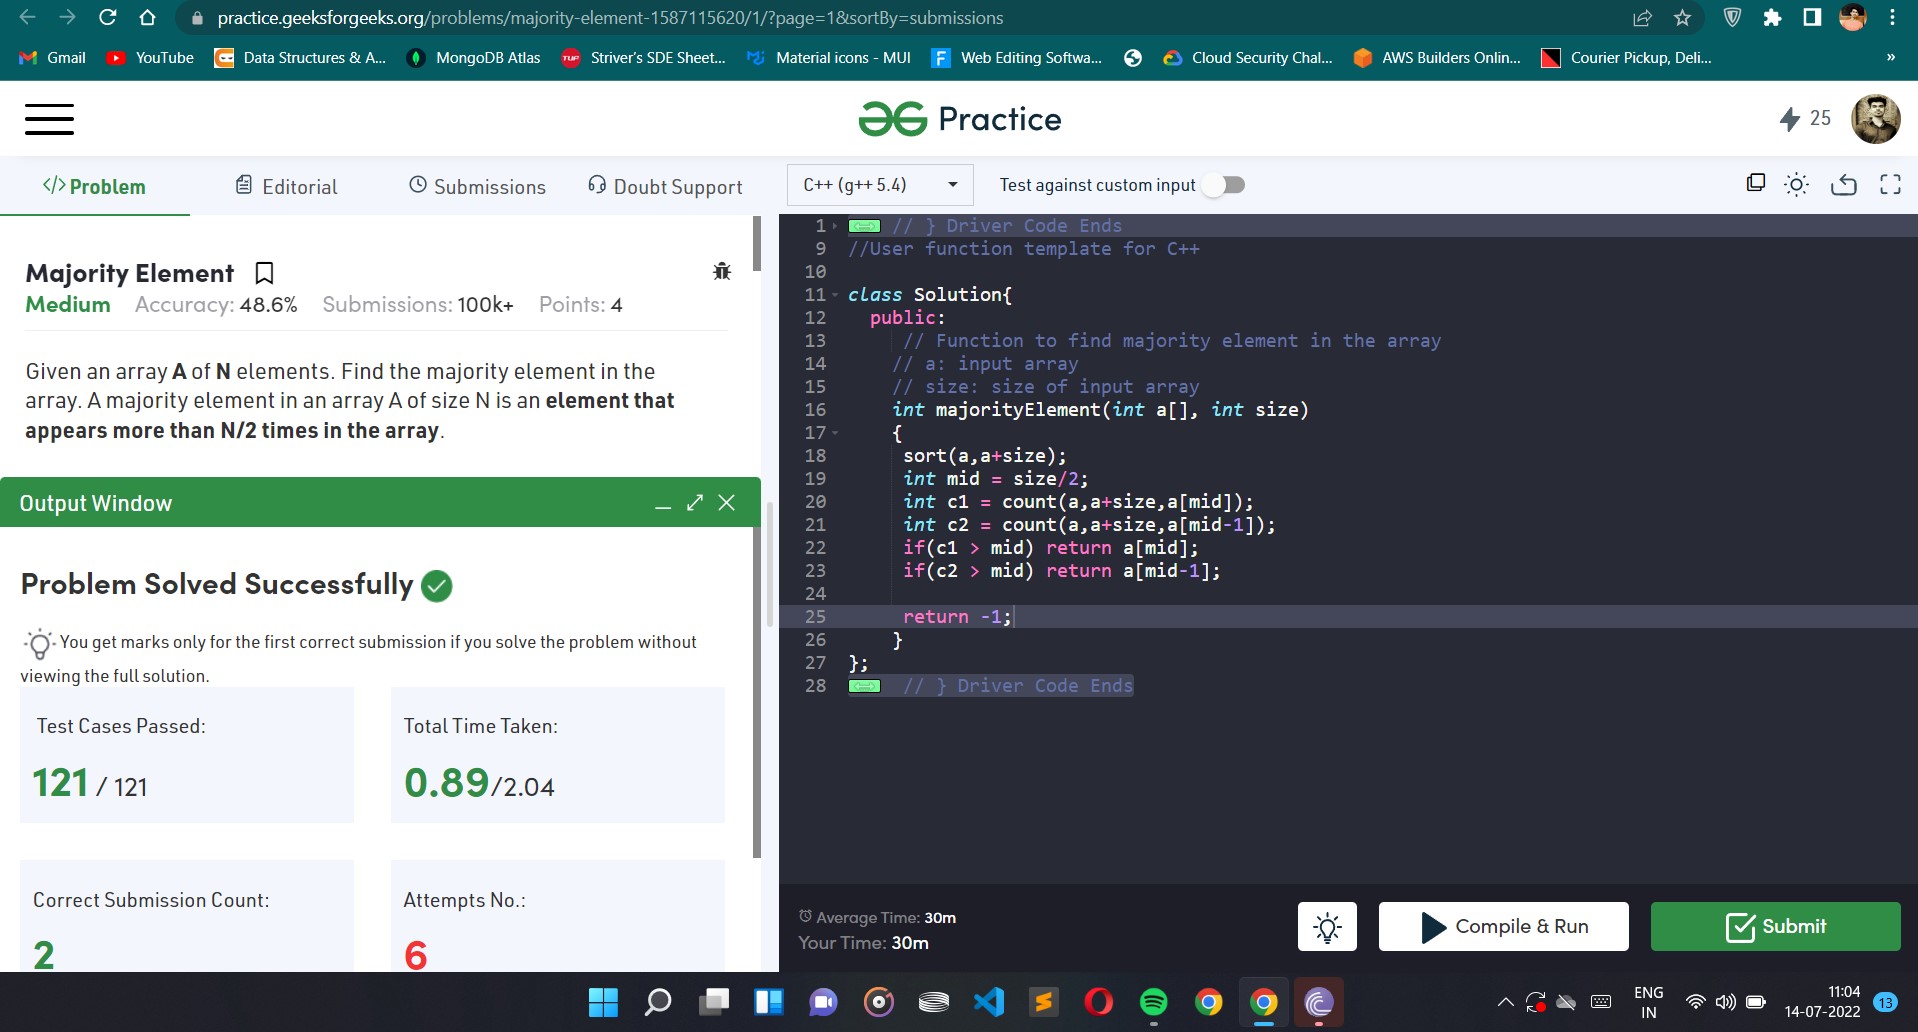 practice.geeksforgeeks.org/problems/majority-element-1587115620/1/?page=1&sortBy=submissions
Gmail YouTube Data Structures & A... MongoDB Atlas TUF Striver's SDE Sheet... Material icons - MUI Web Editing Softwa... Cloud Security Chal... AWS Builders Onlin... Courier Pickup, Deli... »
Practice
25
</>Problem Editorial Submissions Doubt Support C++ (g++ 5.4) Test against custom input
Majority Element
Medium Accuracy: 48.6% Submissions: 100k+ Points: 4
Given an array A of N elements. Find the majority element in the
array. A majority element in an array A of size N is an element that
appears more than N/2 times in the array.
Output Window
Problem Solved Successfully
You get marks only for the first correct submission if you solve the problem without
viewing the full solution.
Test Cases Passed:
121 / 121
Total Time Taken:
0.89/2.04
Correct Submission Count:
2
Attempts No.:
6
1 // } Driver Code Ends
9 //User function template for C++
10
11 class Solution{
12 public:
13 // Function to find majority element in the array
14 // a: input array
15 // size: size of input array
16 int majorityElement(int a[], int size)
17 {
18 sort(a,a+size);
19 int mid = size/2;
20 int c1 = count(a,a+size,a[mid]);
21 int c2 = count(a,a+size,a[mid-1]);
22 if(c1 > mid) return a[mid];
23 if(c2 > mid) return a[mid-1];
24
25 return -1;
26 }
27 };
28 // } Driver Code Ends
Average Time: 30m
Your Time: 30m
Compile & Run
Submit
ENG
IN
11:04
14-07-2022
13